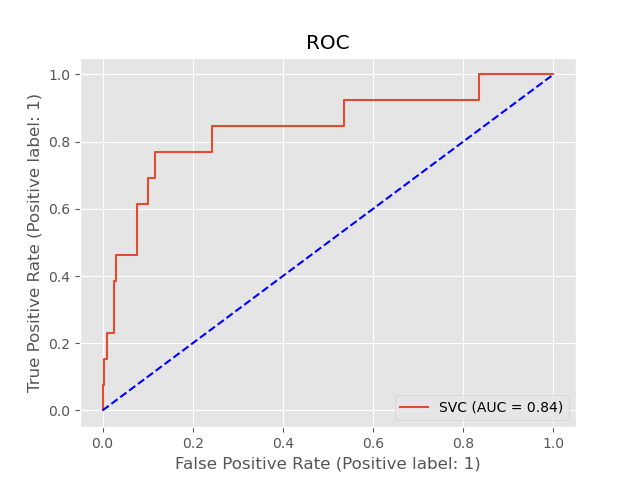 ROC
True Positive Rate (Positive label: 1)
1.0
0.8
0.6
0.4
0.2
0.0
SVC (AUC = 0.84)
0.0 0.2 0.4 0.6 0.8 1.0
False Positive Rate (Positive label: 1)